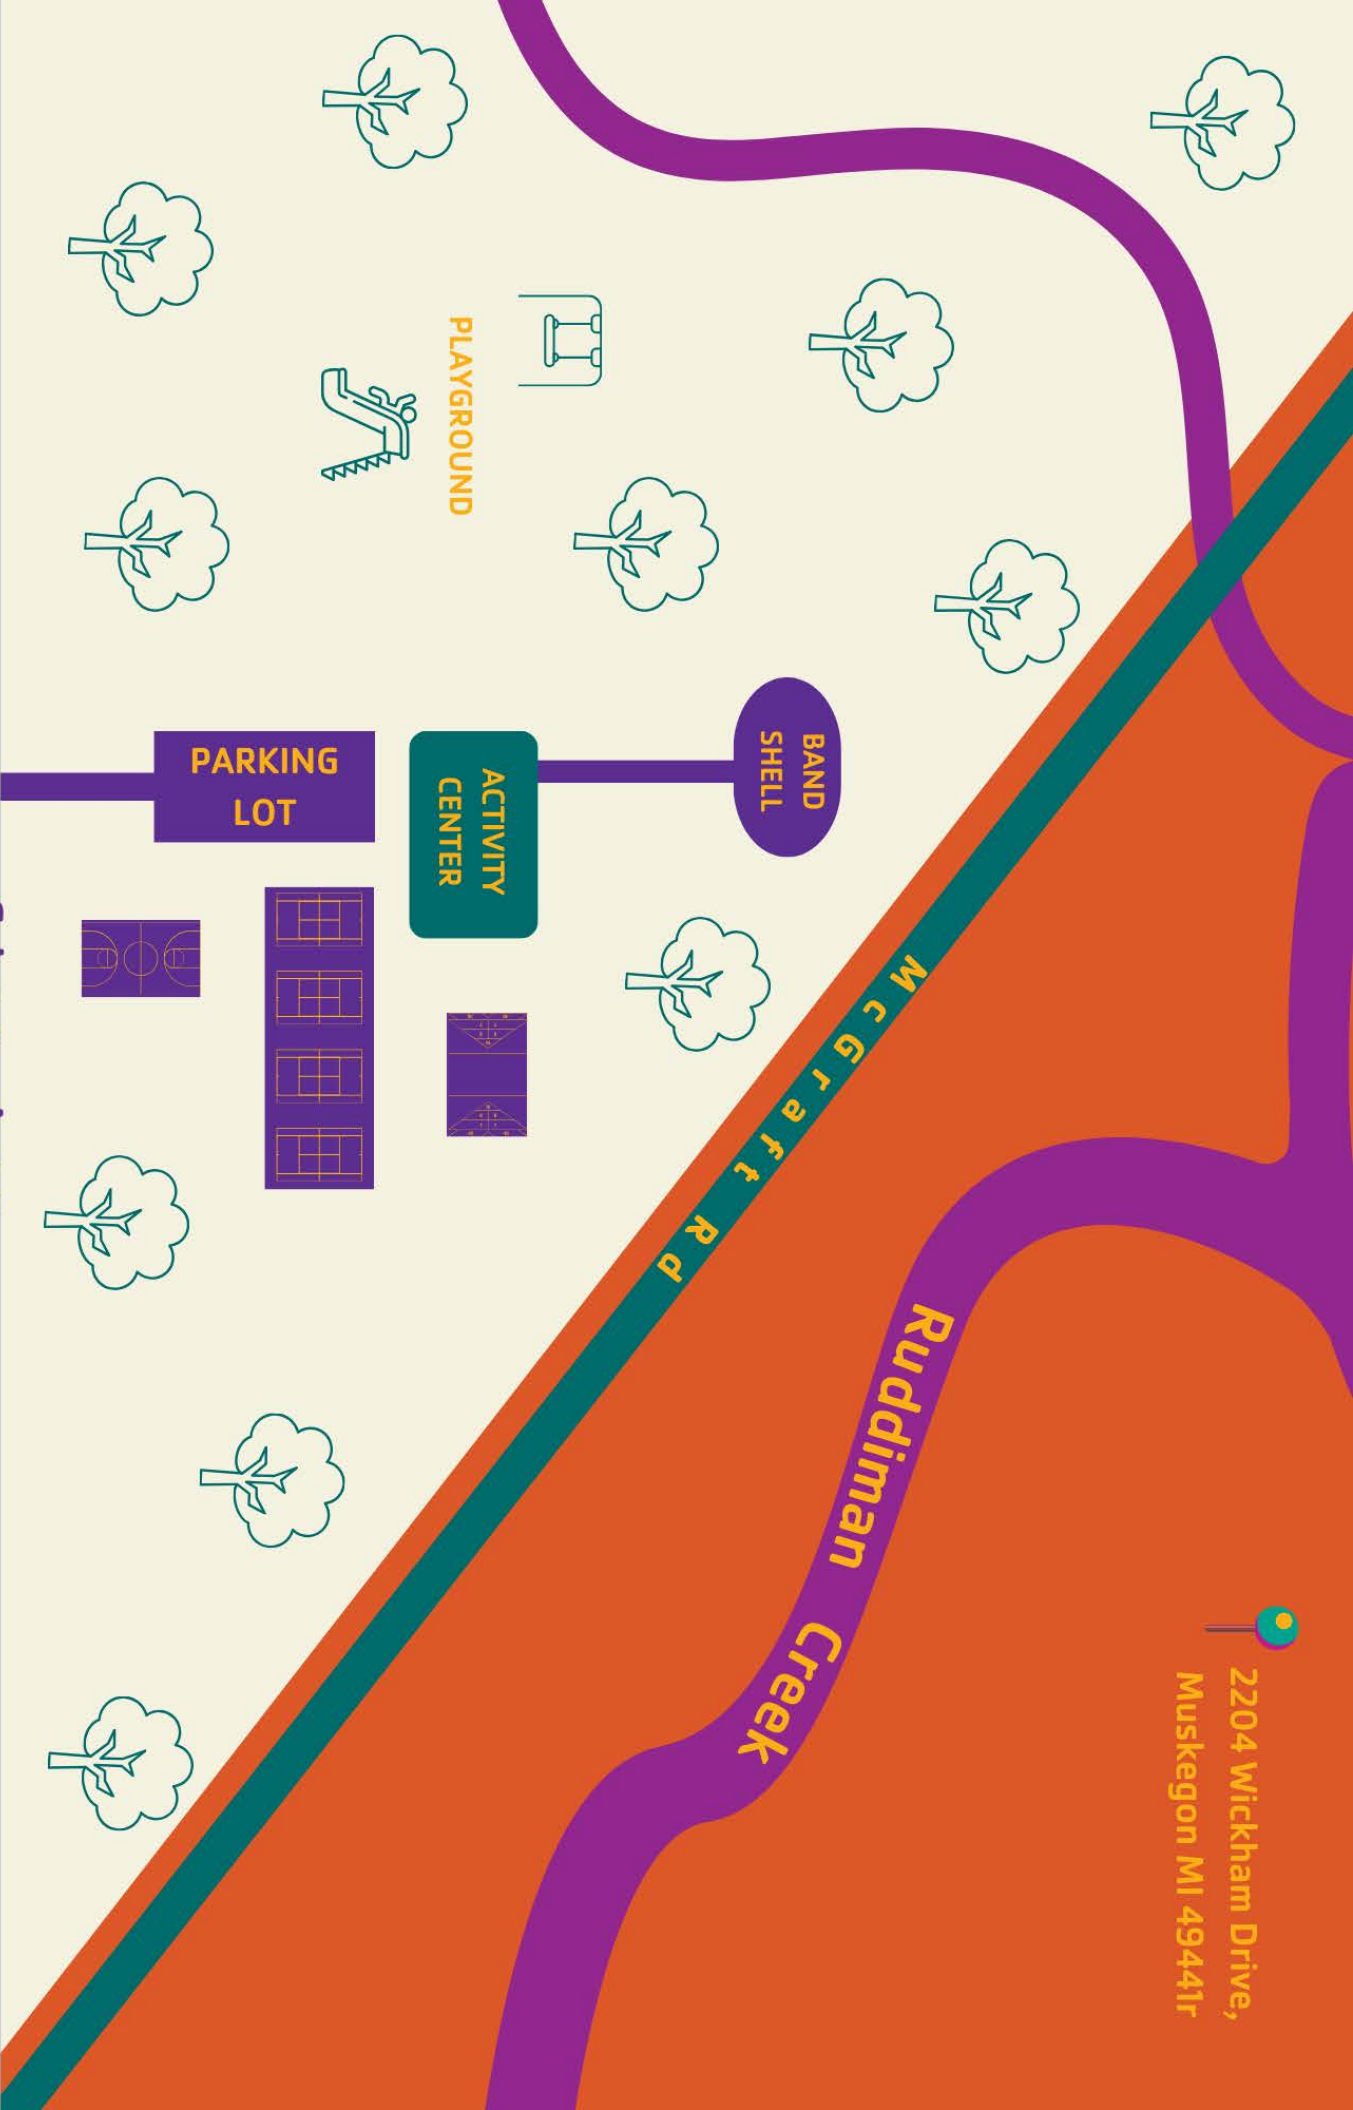 2204 Wickham Drive,
Muskegon MI 49441r
PLAYGROUND
BAND
SHELL
ACTIVITY
CENTER
PARKING
LOT
McGraft Rd
Ruddiman Creek